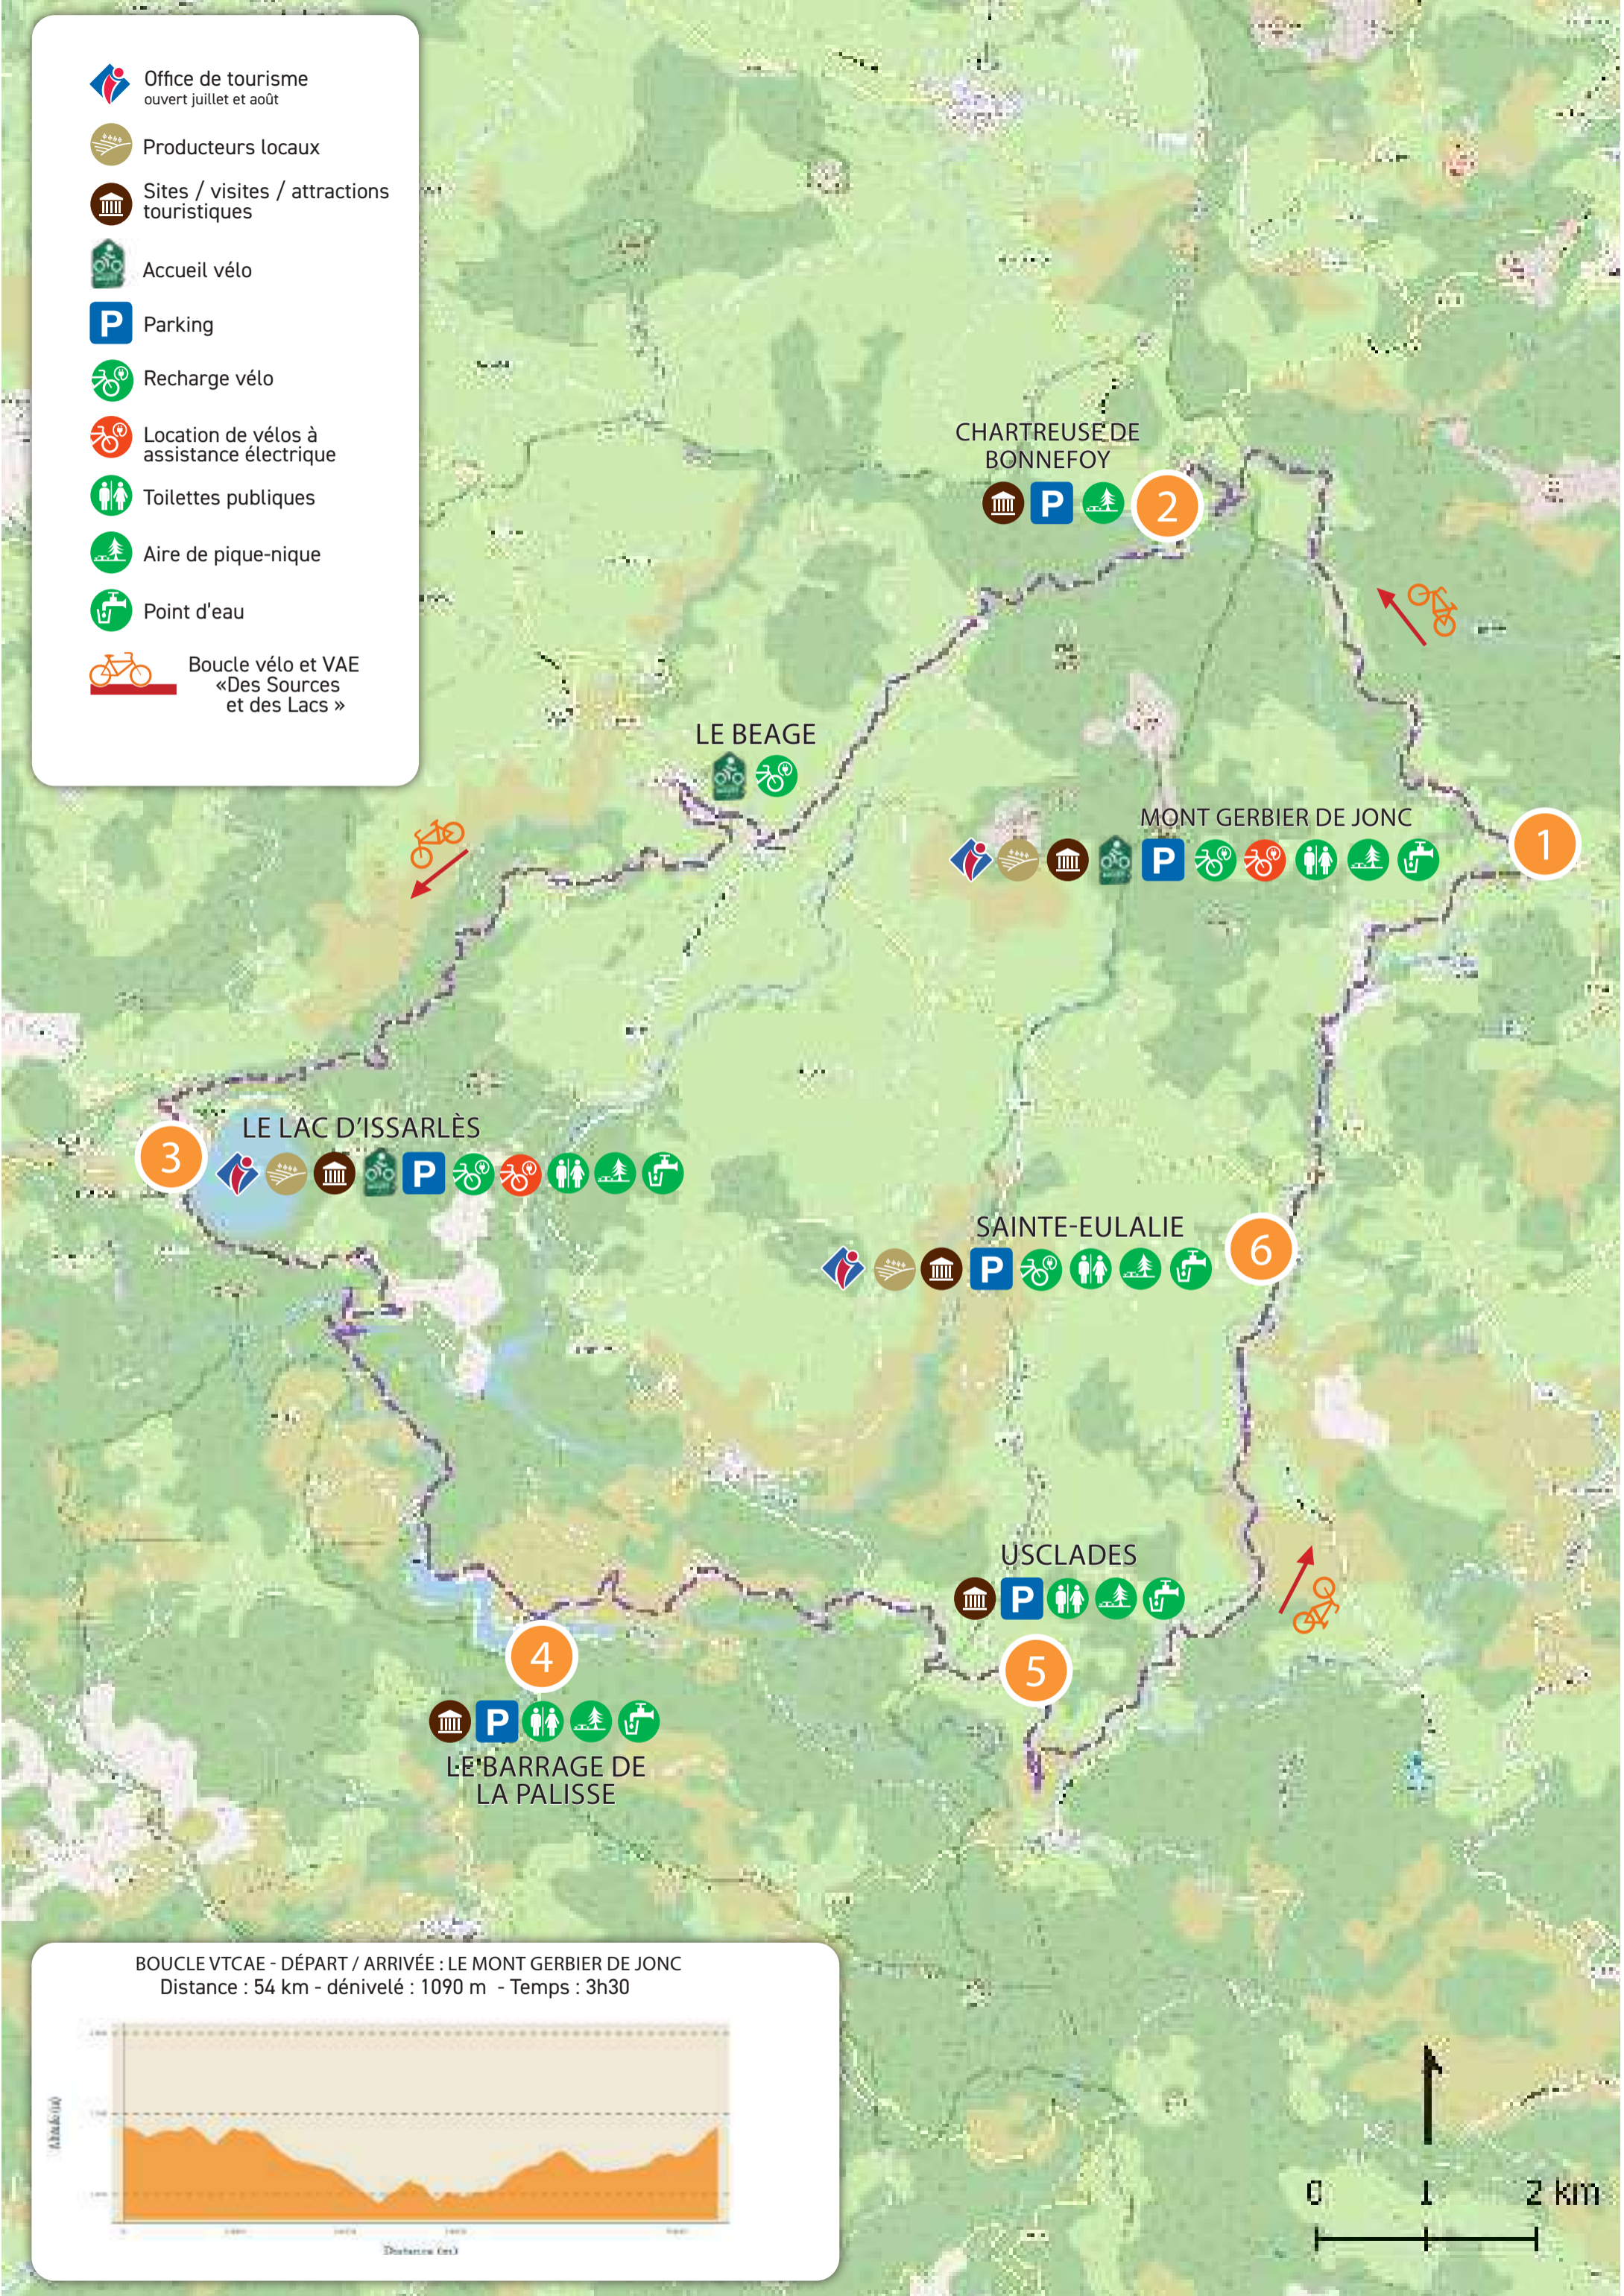 Office de tourisme
ouvert juillet et août
Producteurs locaux
Sites / visites / attractions
touristiques
Accueil vélo
P Parking
Recharge vélo
Location de vélos à
assistance électrique
Toilettes publiques
Aire de pique-nique
Point d'eau
Boucle vélo et VAE
«Des Sources
et des Lacs »
CHARTREUSE DE
BONNEFOY
P 2
LE BEAGE
MONT GERBIER DE JONC
P 1
LE LAC D'ISSARLÈS
3 P
SAINTE-EULALIE
P 6
USCLADES
P
5
4
P
LE BARRAGE DE
LA PALISSE
BOUCLE VTCAE - DÉPART / ARRIVÉE : LE MONT GERBIER DE JONC
Distance : 54 km - dénivelé : 1090 m - Temps : 3h30
Altitude (m)
Distance (m)
0 1 2 km